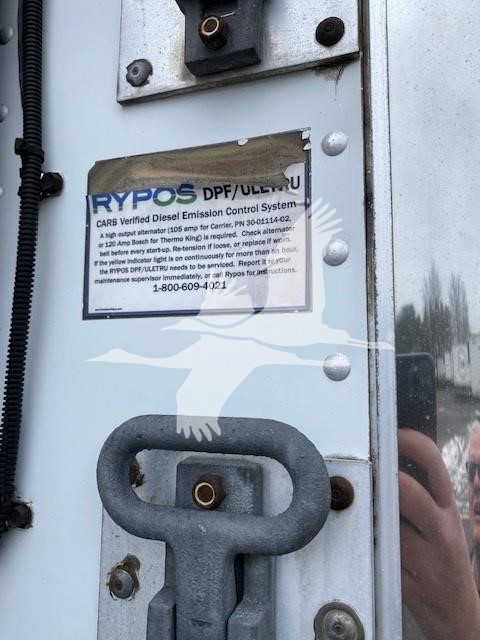 RYPOS DPF/ULETRU
CARB Verified Diesel Emission Control System
A high output alternator (105 amp for Carrier, PN 30-01114-02,
or 120 Amp Bosch for Thermo King) is required. Check alternator
belt before every start-up. Re-tension if loose, or replace if worn.
If the yellow indicator light is on continuously for more than an hour,
the RYPOS DPF/ULETRU needs to be serviced. Report it to your
maintenance supervisor immediately, or call Rypos for instructions.
1-800-609-4021